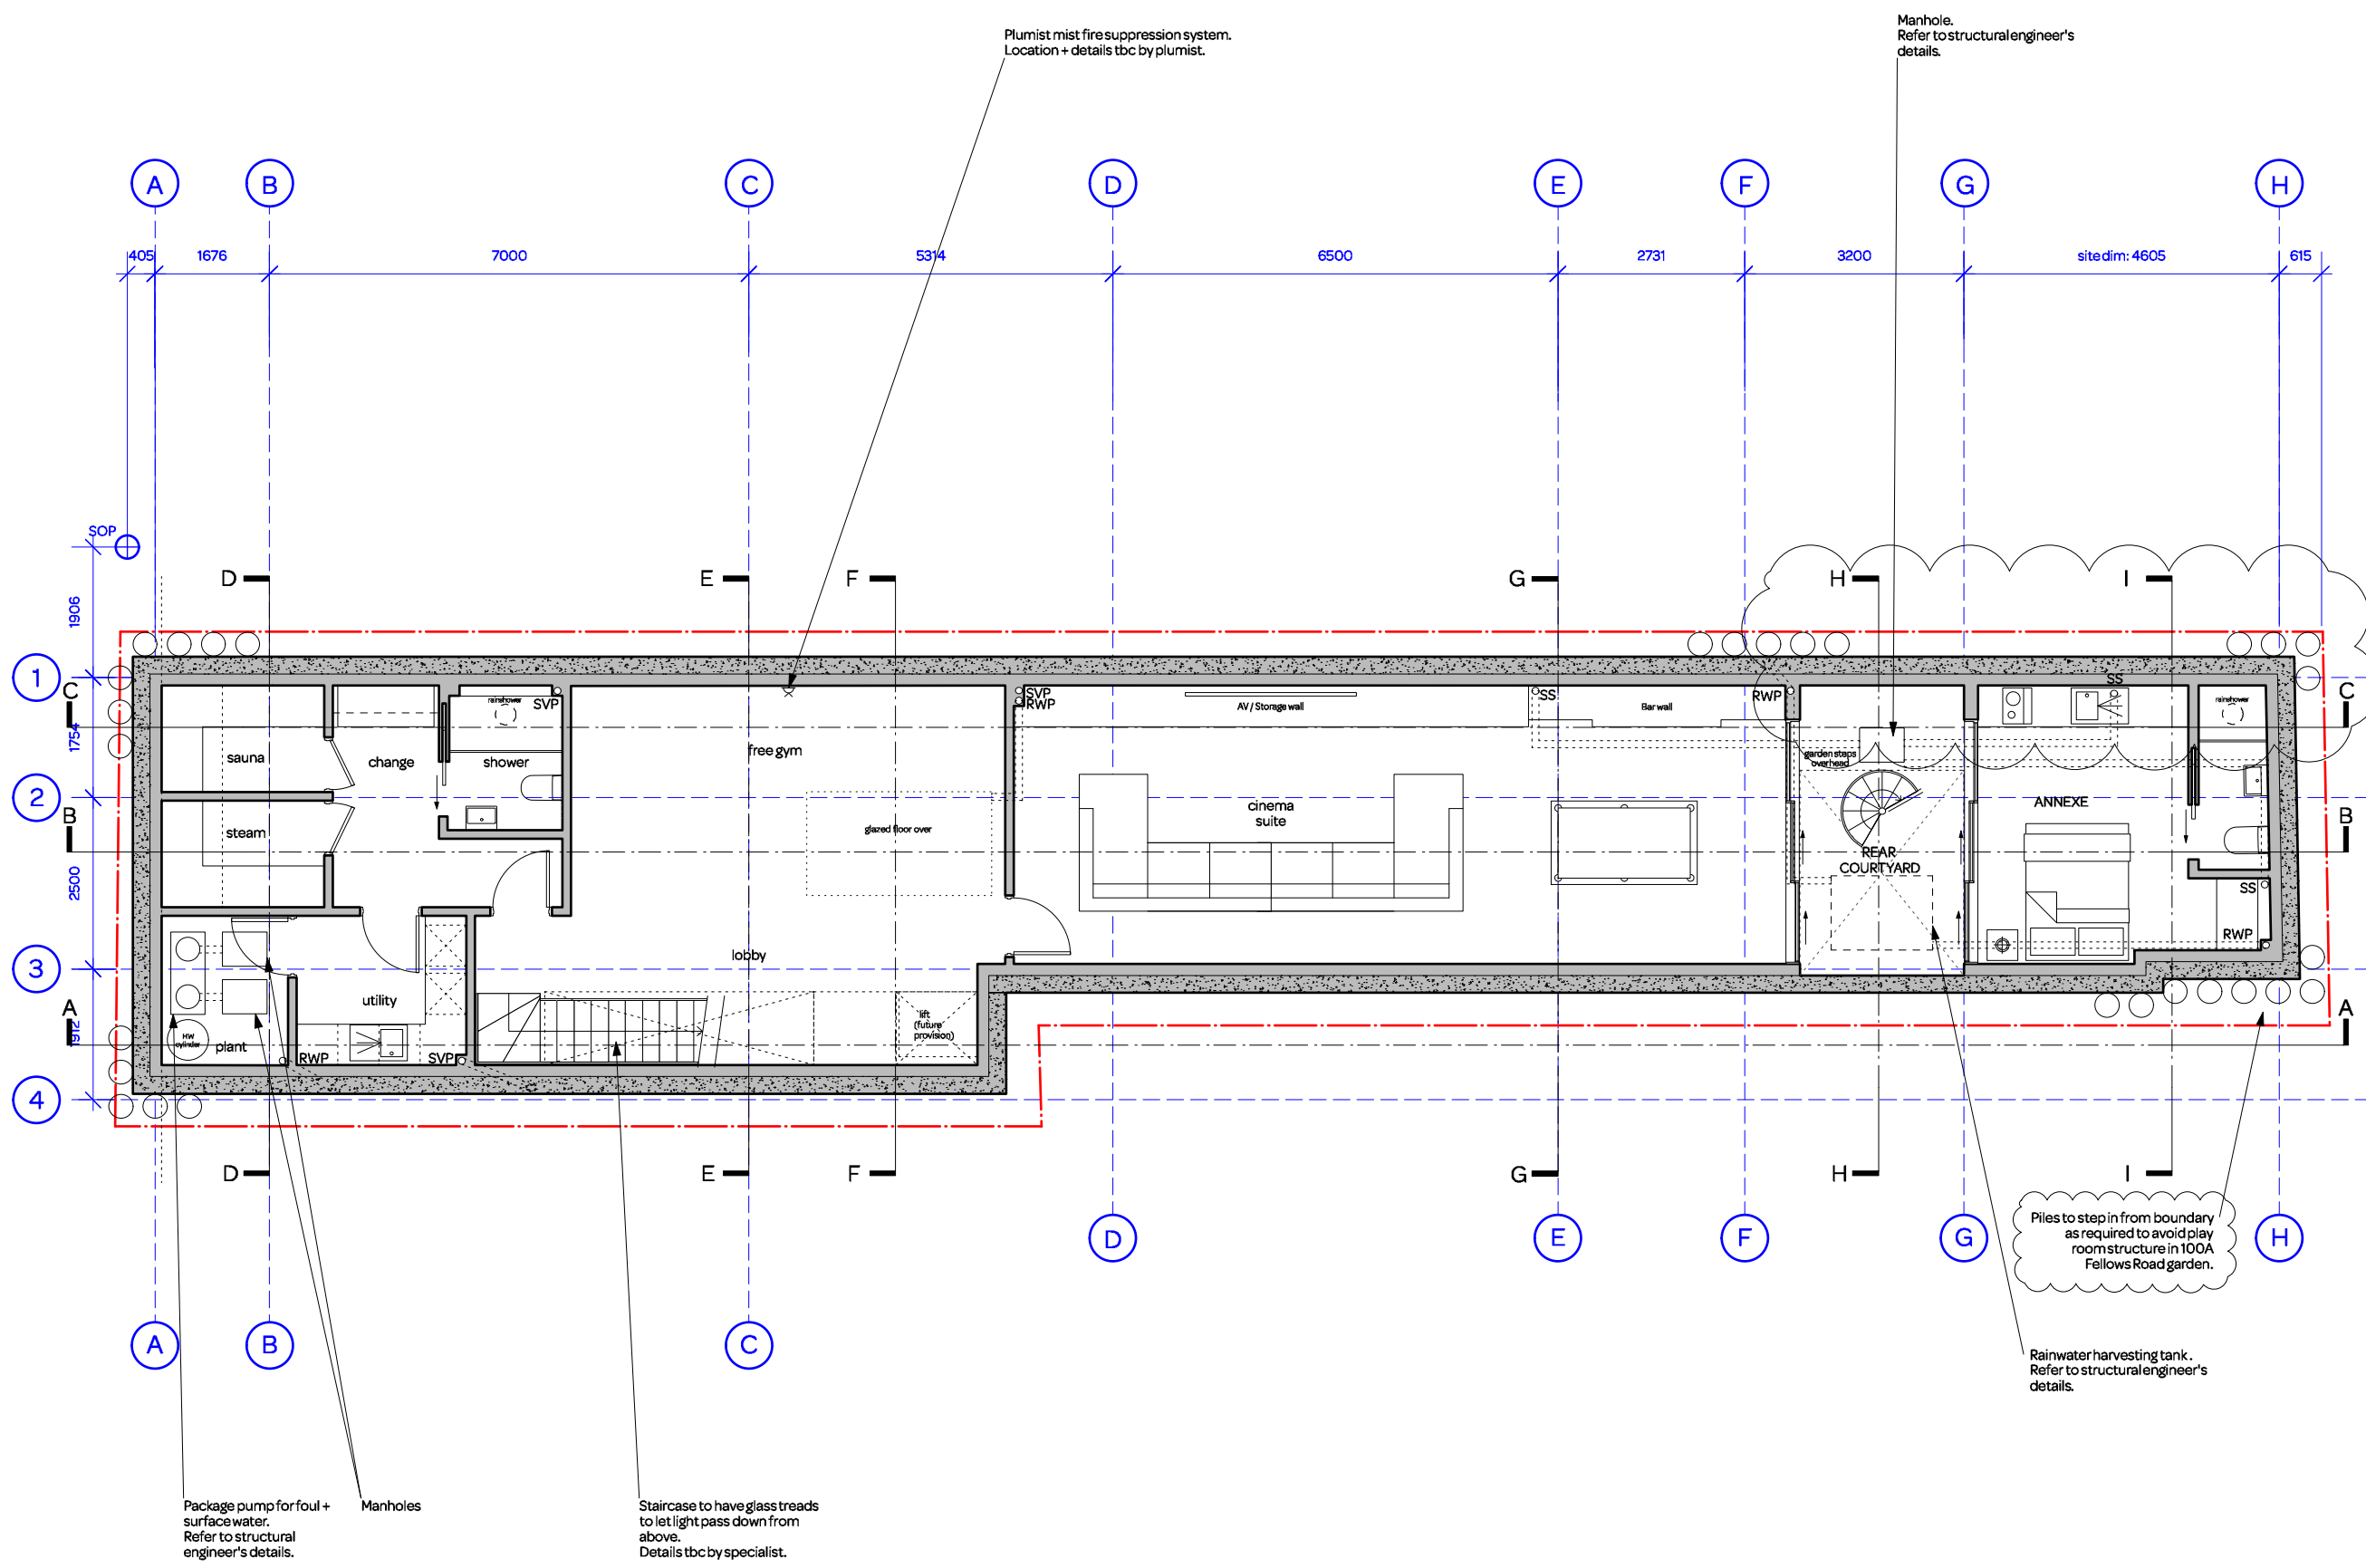 Plumist mist fire suppression system.
Location + details tbc by plumist.
Manhole.
Refer to structural engineer's
details.
A
B
C
D
E
F
G
H
405
1676
7000
5314
6500
2731
3200
site dim: 4605
615
SOP
1906
1754
2500
1912
D
E
F
G
H
I
1
2
3
4
C
B
A
C
B
A
sauna
steam
change
rainshower
SVP
shower
free gym
glazed floor over
SVP
RWP
AV / Storage wall
SS
Bar wall
RWP
cinema
suite
garden steps
overhead
REAR
COURTYARD
SS
rainshower
ANNEXE
SS
RWP
lobby
utility
HW
cylinder
plant
RWP
SVP
lift
(future
provision)
D
E
F
G
H
I
D
E
F
G
H
A
B
C
Piles to step in from boundary
as required to avoid play
room structure in 100A
Fellows Road garden.
Rainwater harvesting tank.
Refer to structural engineer's
details.
Package pump for foul +
surface water.
Refer to structural
engineer's details.
Manholes
Staircase to have glass treads
to let light pass down from
above.
Details tbc by specialist.